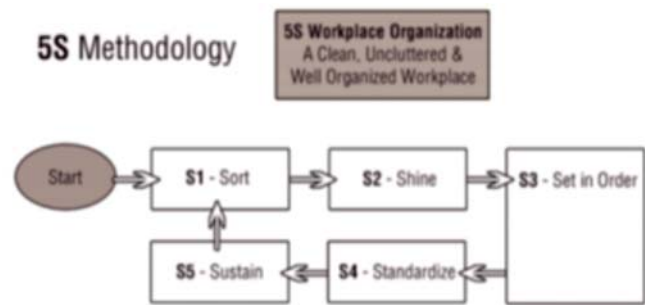 5S Methodology
5S Workplace Organization
A Clean, Uncluttered &
Well Organized Workplace
Start
S1 - Sort
S2 - Shine
S3 - Set in Order
S5 - Sustain
S4 - Standardize